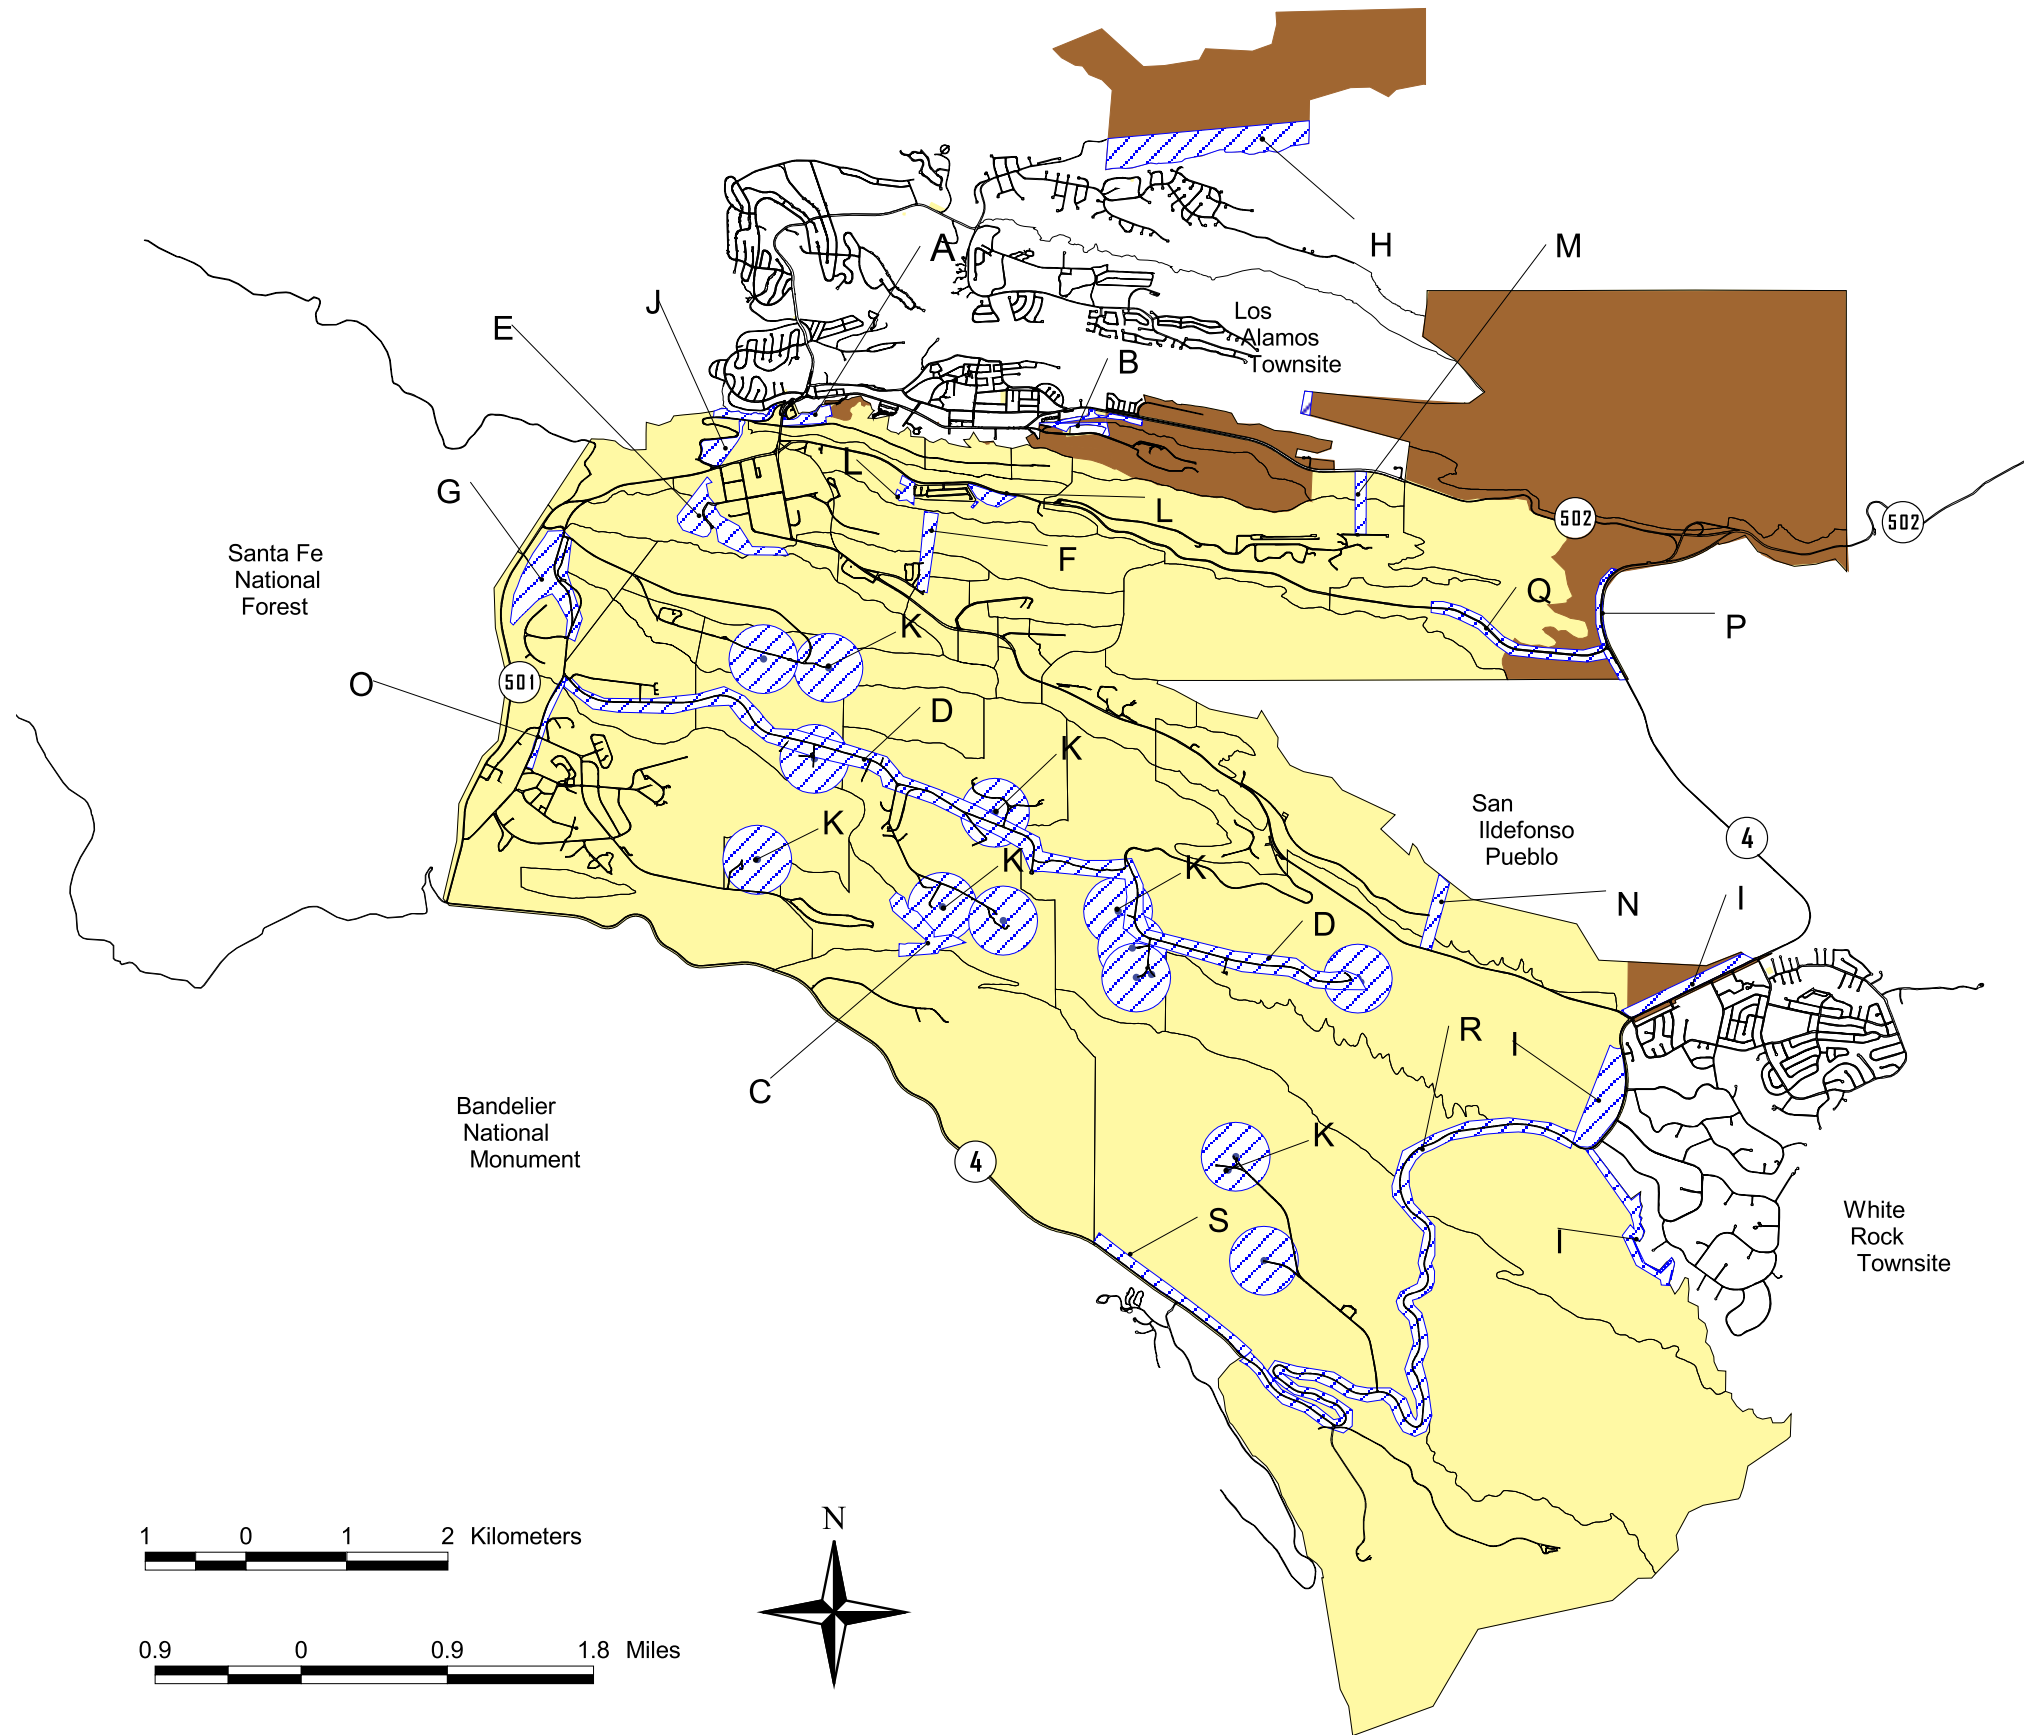 H
M
A
J
E
Los
Alamos
Townsite
B
L
G
L
502
502
Santa Fe
National
Forest
F
Q
K
P
501
O
D
K
San
Ildefonso
Pueblo
K
4
K
K
N
I
D
R
I
C
Bandelier
National
Monument
K
4
White
Rock
Townsite
S
I
N
1 0 1 2 Kilometers
0.9 0 0.9 1.8 Miles